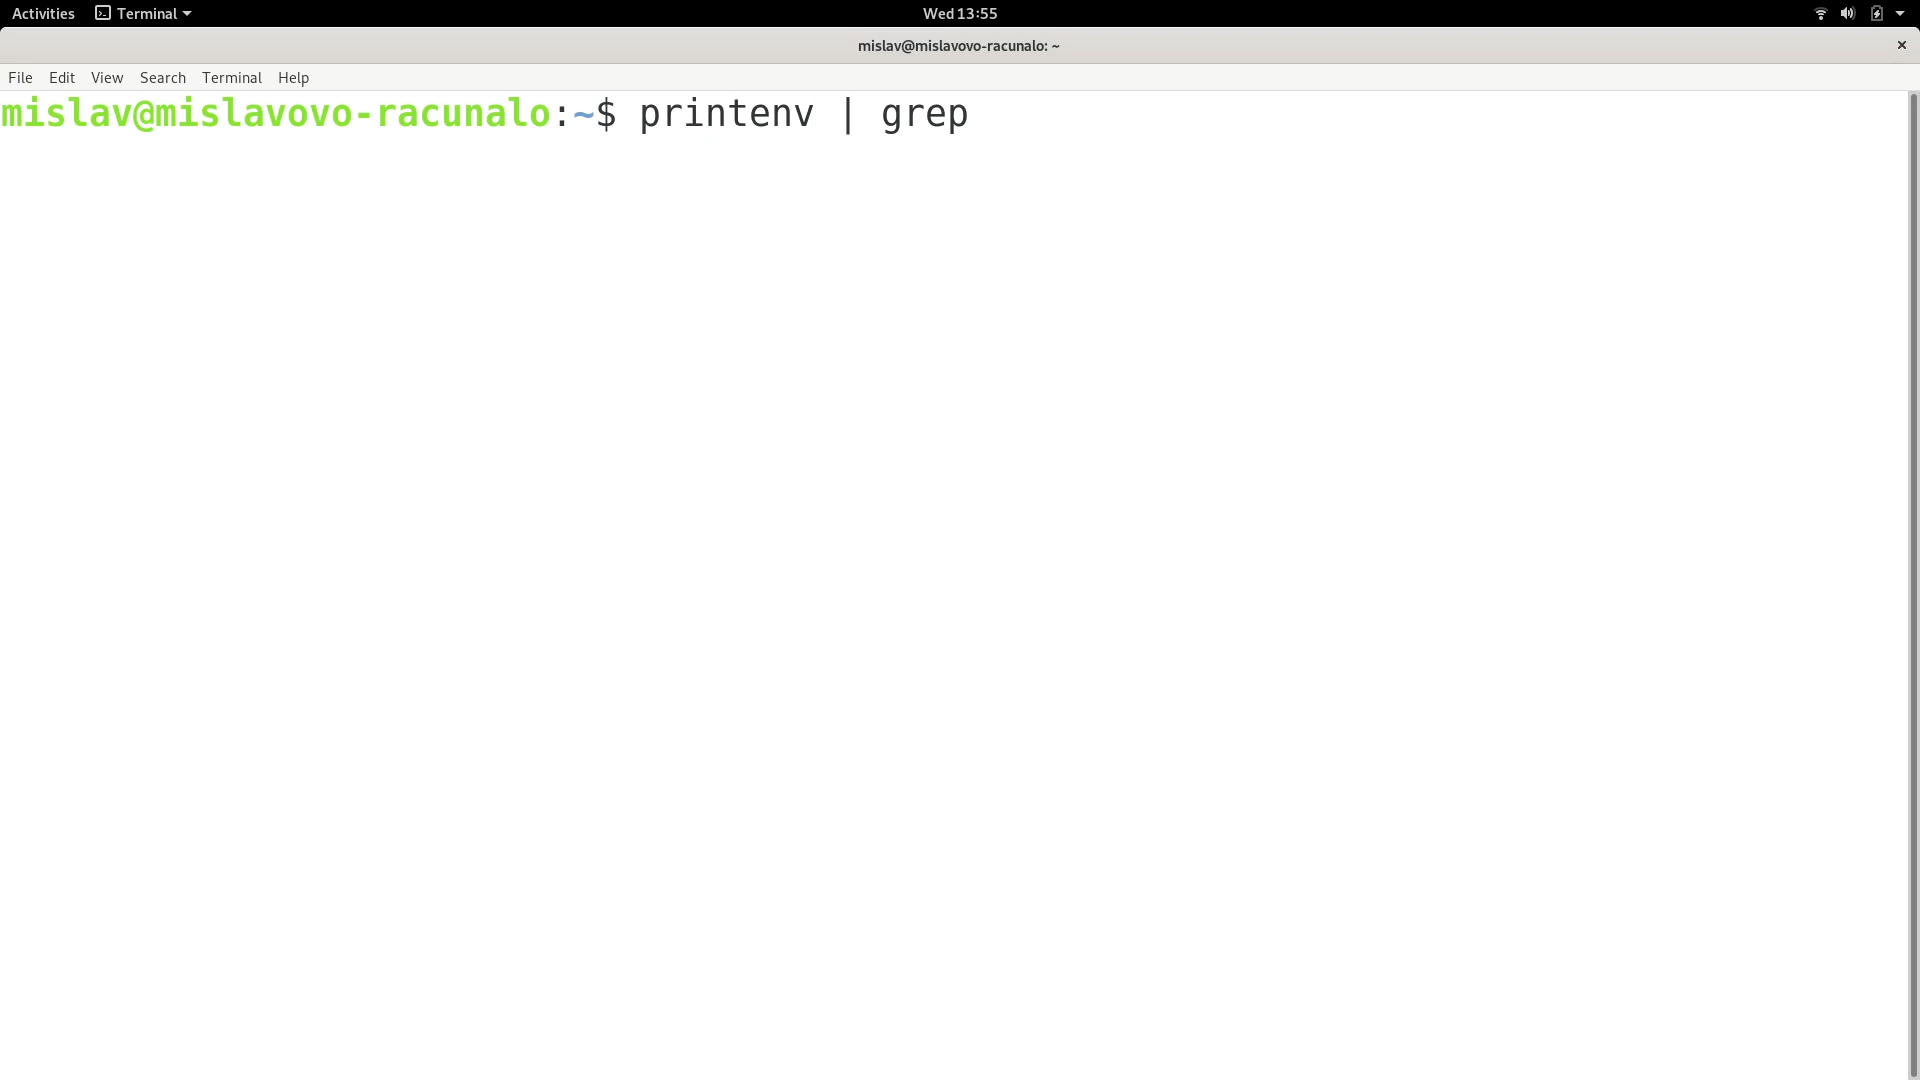 Activities Terminal Wed 13:55
mislav@mislavovo-racunalo: ~
File Edit View Search Terminal Help
mislav@mislavovo-racunalo:~$ printenv | grep